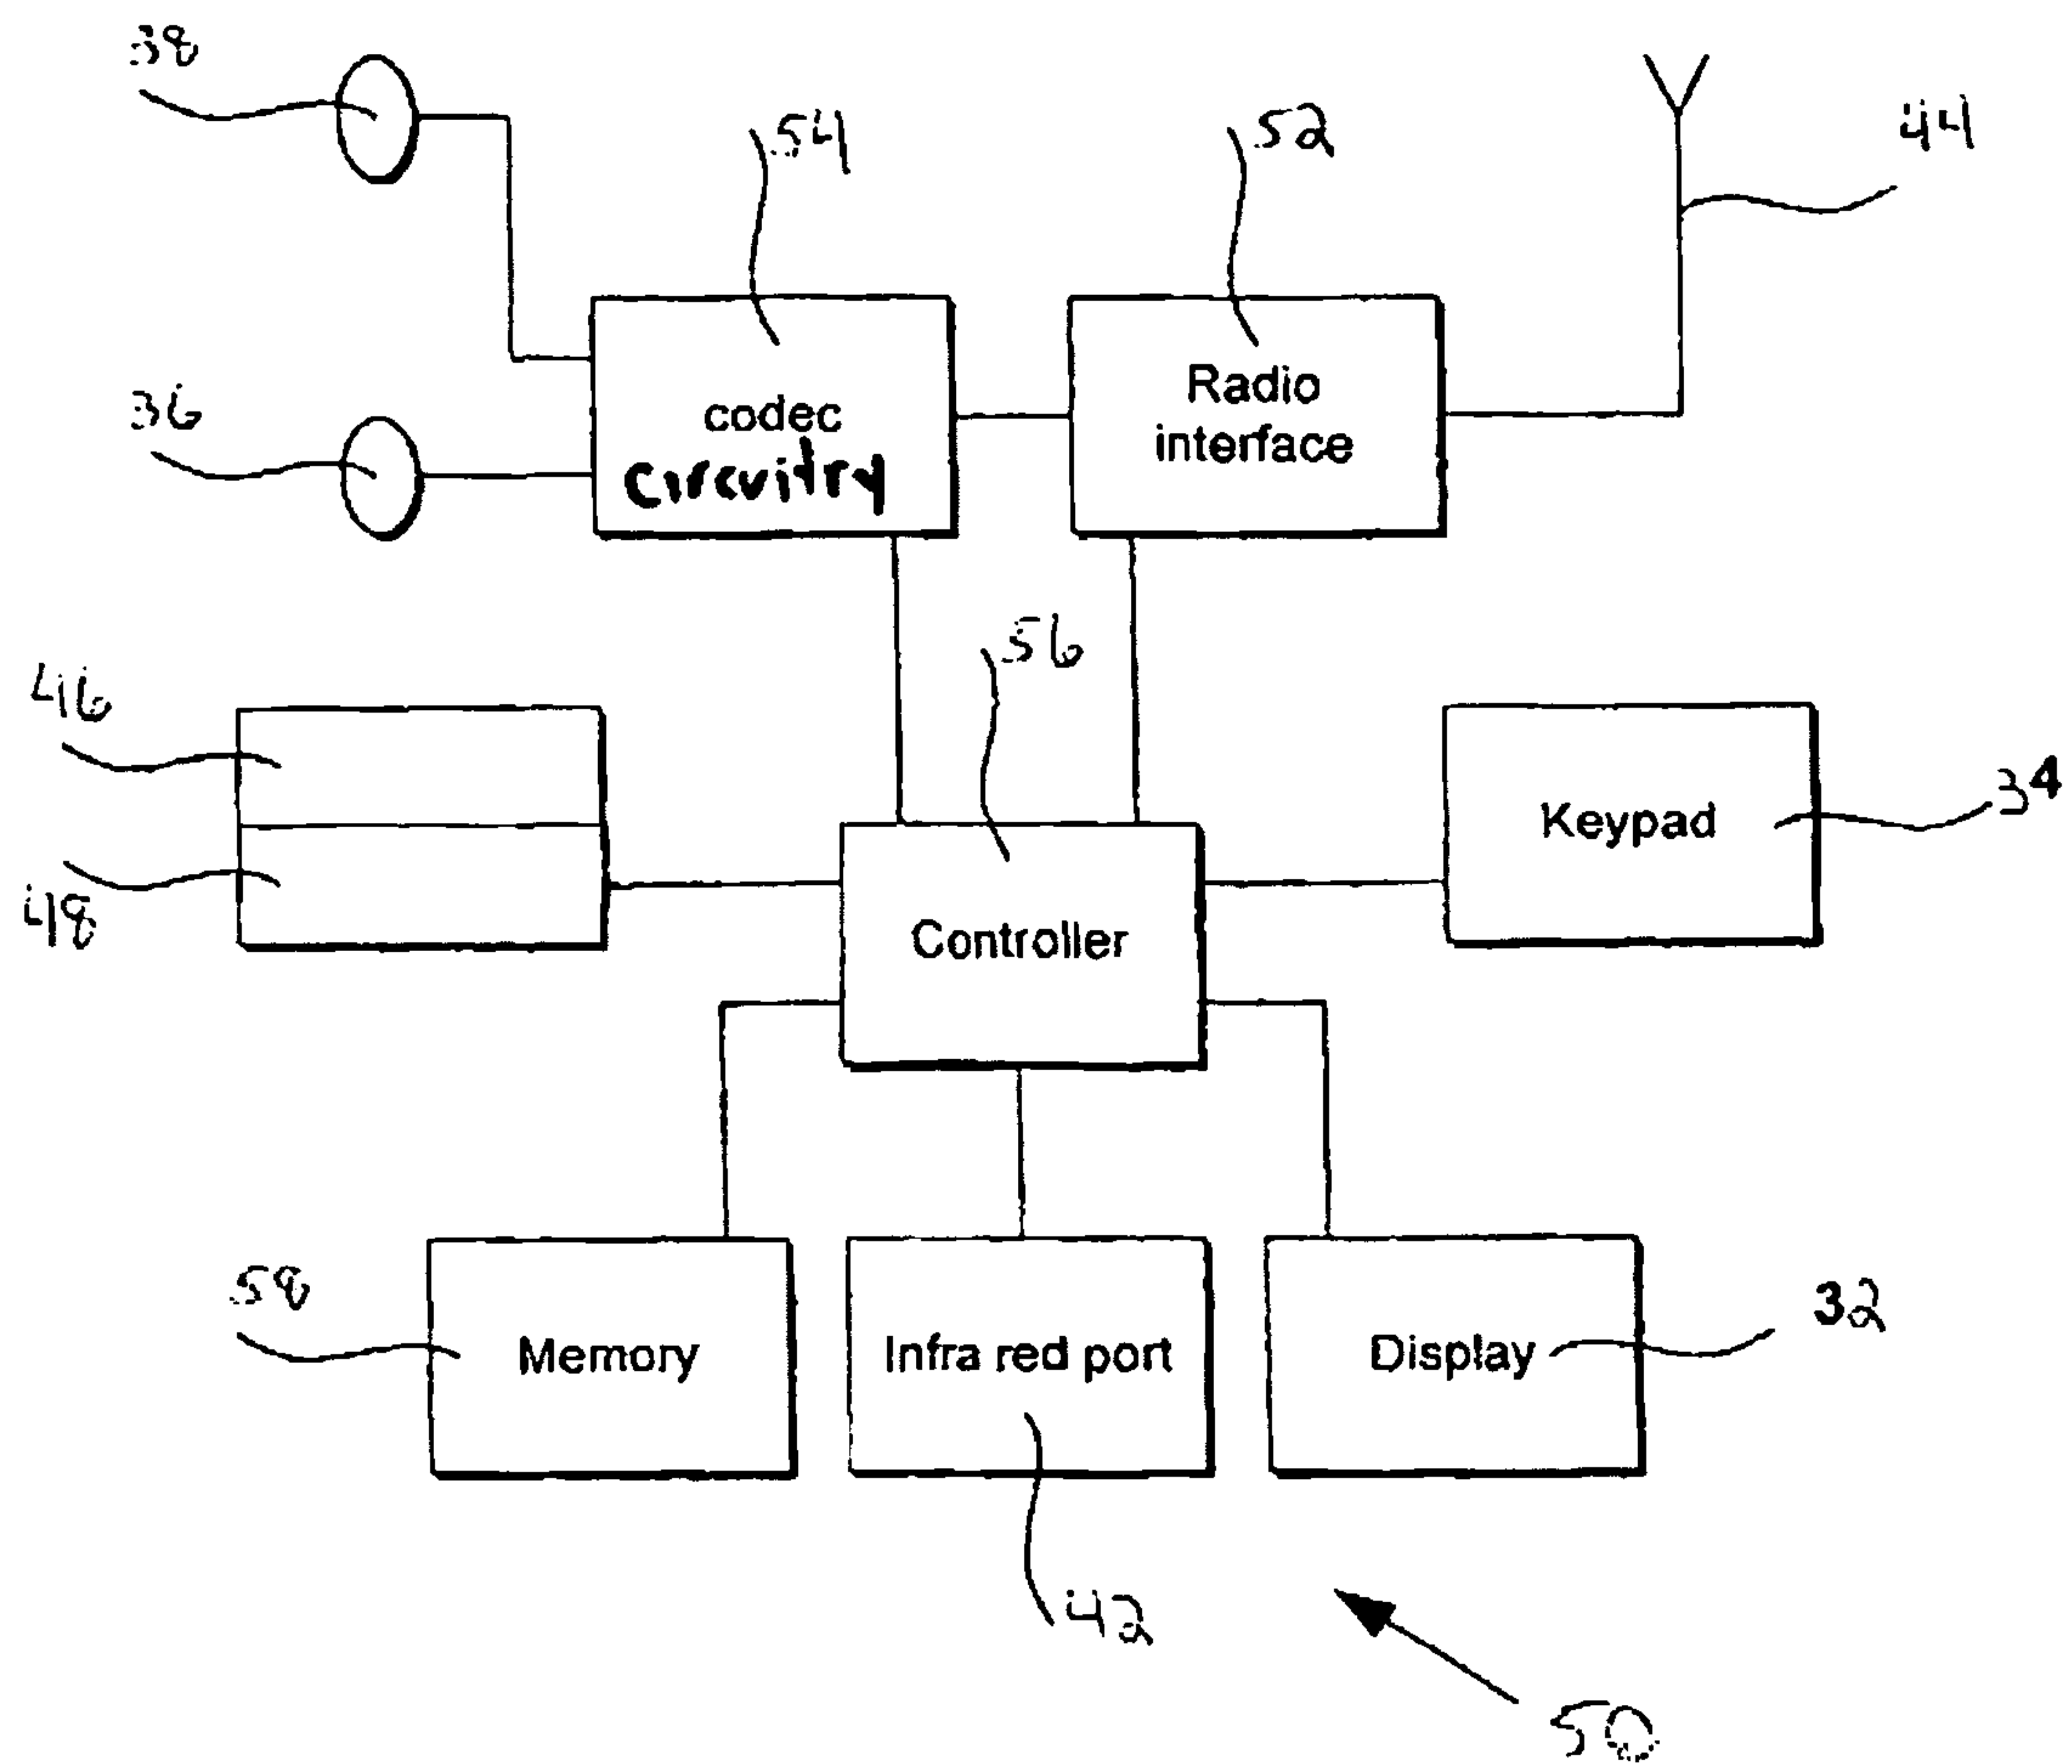 38
54
52
44
codec
Circuitry
Radio
interface
36
56
46
48
Keypad
34
Controller
58
Memory
Infra red port
Display
32
42
50